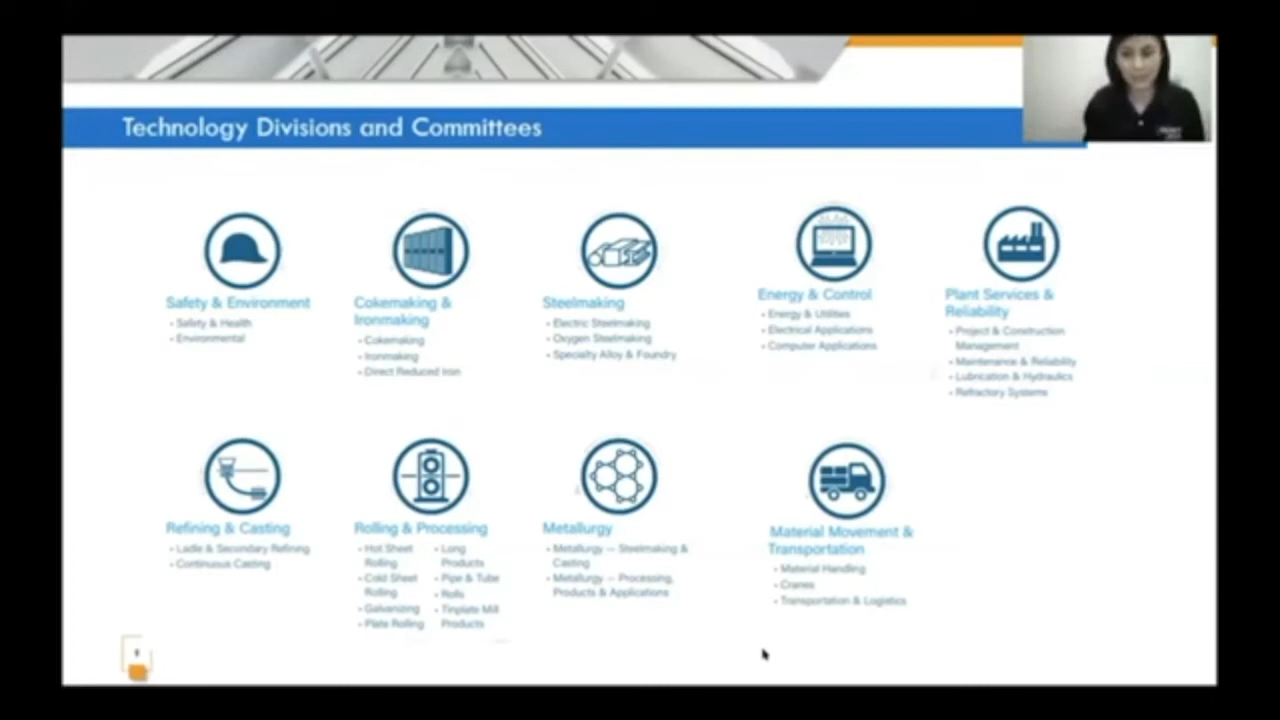 Technology Divisions and Committees
Safety & Environment
• Safety & Health
• Environmental
Cokemaking &
Ironmaking
• Cokemaking
• Ironmaking
• Direct Reduced Iron
Steelmaking
• Electric Steelmaking
• Oxygen Steelmaking
• Specialty Alloy & Foundry
Energy & Control
• Energy & Utilities
• Electrical Applications
• Computer Applications
Plant Services &
Reliability
• Project & Construction
Management
• Maintenance & Reliability
• Lubrication & Hydraulics
• Refractory Systems
Refining & Casting
• Ladle & Secondary Refining
• Continuous Casting
Rolling & Processing
• Hot Sheet
Rolling
• Cold Sheet
Rolling
• Galvanizing
• Plate Rolling
• Long
Products
• Pipe & Tube
• Rolls
• Tinplate Mill
Products
Metallurgy
• Metallurgy — Steelmaking &
Casting
• Metallurgy — Processing,
Products & Applications
Material Movement &
Transportation
• Material Handling
• Cranes
• Transportation & Logistics